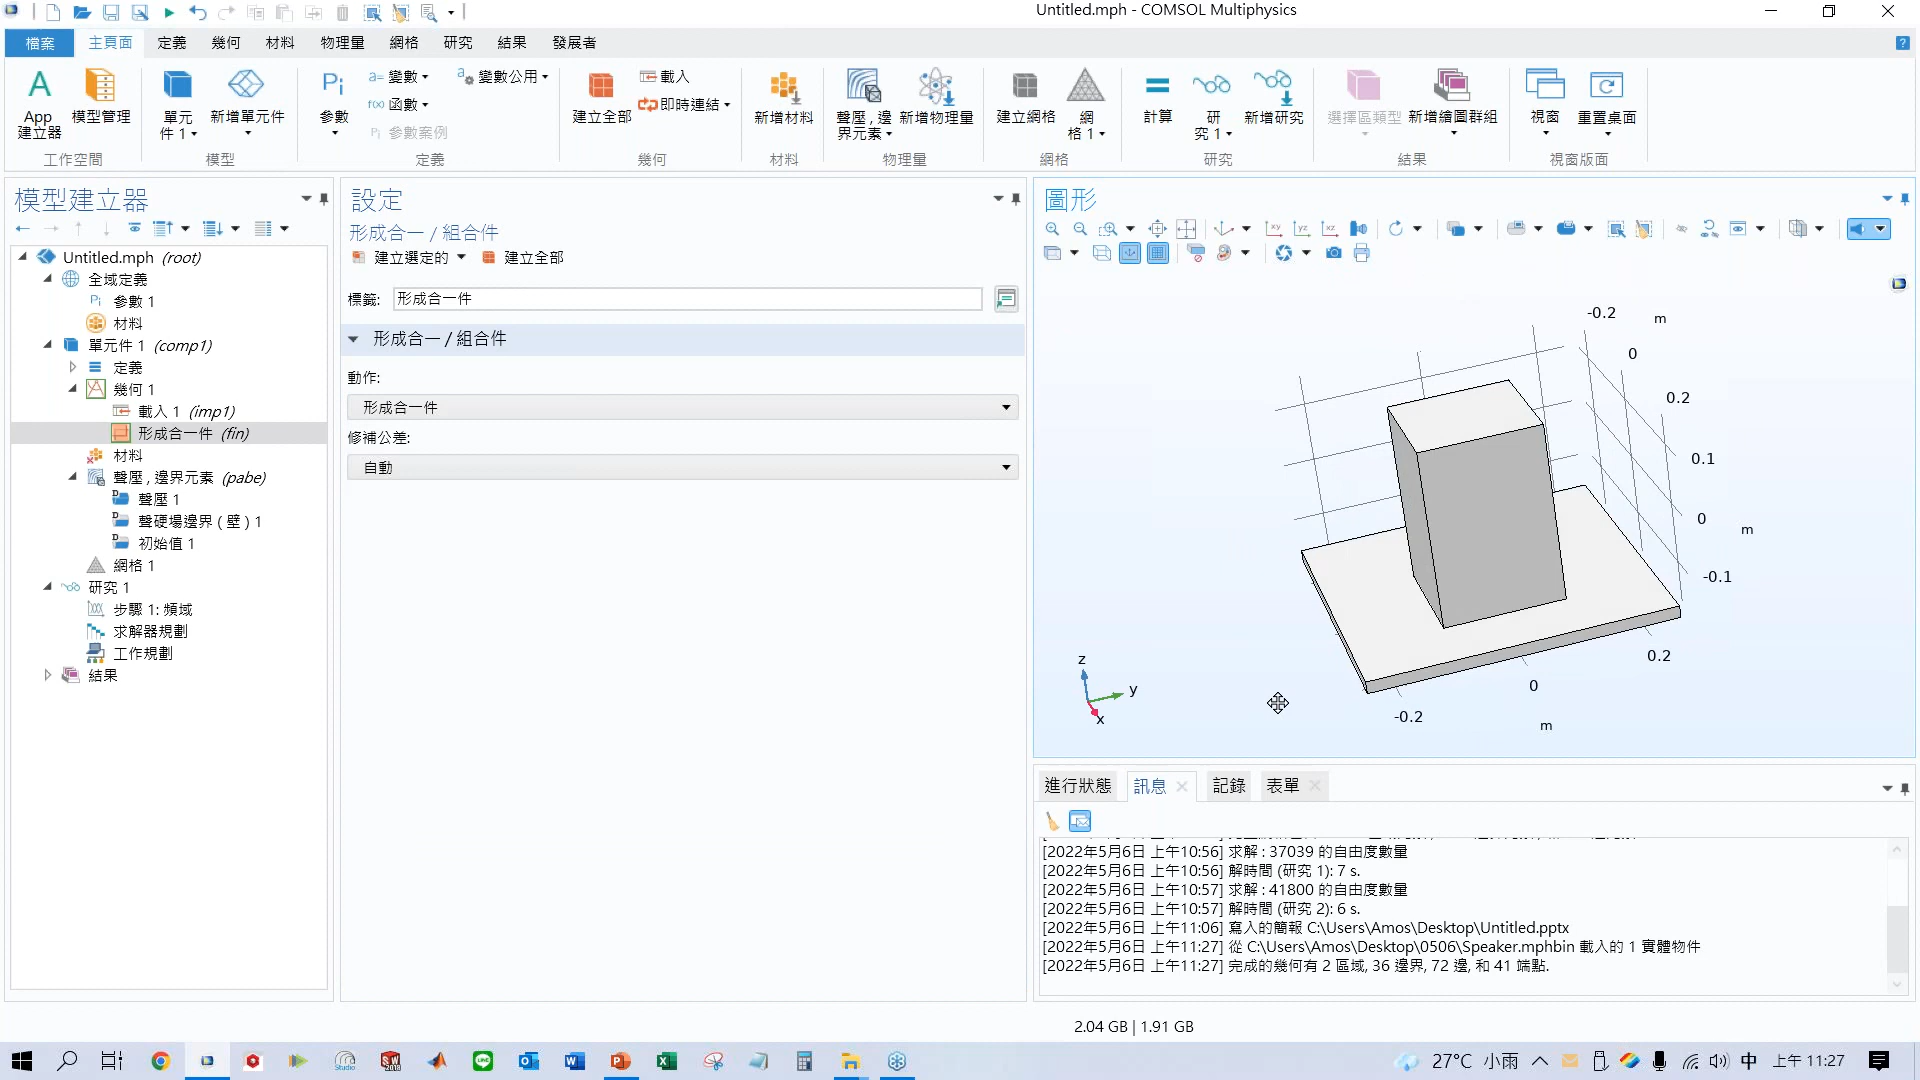 Untitled.mph - COMSOL Multiphysics
檔案 主頁面 定義 幾何 材料 物理量 網格 研究 結果 發展者
App 建立器
模型管理
工作空間
單元件 1
新增單元件
模型
Pi
參數
a= 變數
f(x) 函數
Pi 參數案例
變數公用
定義
建立全部
載入
即時連結
幾何
新增材料
材料
聲壓 , 邊界元素
新增物理量
物理量
建立網格
網格 1
網格
計算
研究 1
新增研究
研究
選擇區類型
新增繪圖群組
結果
視窗
重置桌面
視窗版面
模型建立器
Untitled.mph (root)
全域定義
Pi 參數 1
材料
單元件 1 (comp1)
定義
幾何 1
載入 1 (imp1)
形成合一件 (fin)
材料
聲壓 , 邊界元素 (pabe)
聲壓 1
聲硬場邊界 ( 壁 ) 1
初始值 1
網格 1
研究 1
步驟 1: 頻域
求解器規劃
工作規劃
結果
設定
形成合一 / 組合件
建立選定的 建立全部
標籤: 形成合一件
形成合一 / 組合件
動作:
形成合一件
修補公差:
自動
圖形
-0.2
m
0
0.2
0.1
0
m
-0.1
0.2
0
-0.2
m
z
y
x
進行狀態 訊息 記錄 表單
[2022年5月6日 上午10:56] 求解 : 37039 的自由度數量
[2022年5月6日 上午10:56] 解時間 (研究 1): 7 s.
[2022年5月6日 上午10:57] 求解 : 41800 的自由度數量
[2022年5月6日 上午10:57] 解時間 (研究 2): 6 s.
[2022年5月6日 上午11:06] 寫入的簡報 C:\Users\Amos\Desktop\Untitled.pptx
[2022年5月6日 上午11:27] 從 C:\Users\Amos\Desktop\0506\Speaker.mphbin 載入的 1 實體物件
[2022年5月6日 上午11:27] 完成的幾何有 2 區域, 36 邊界, 72 邊, 和 41 端點.
2.04 GB | 1.91 GB
27°C 小雨 中 上午 11:27